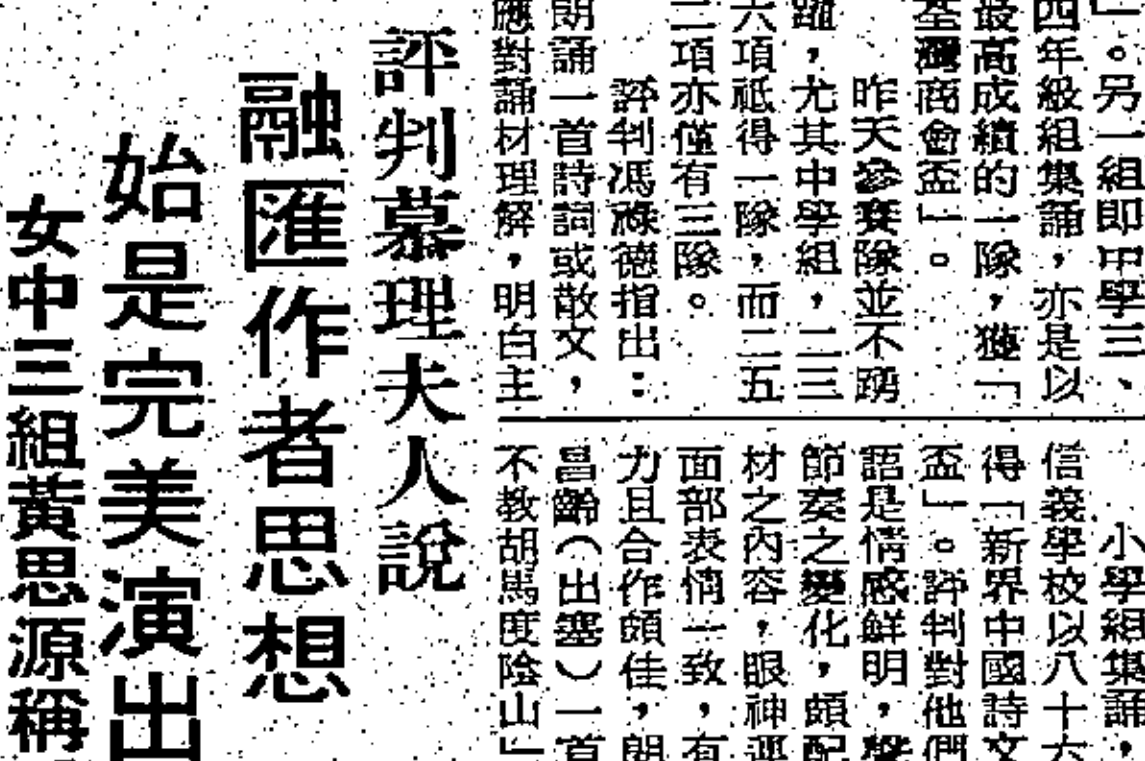 」。另一組即中學三、
四年級組集誦，亦是以
最高成績的一隊，獲「
荃灣商會盃」。
昨天參賽隊並不踴
躍，尤其中學組，二三
六項祗得一隊，而二五
二項亦僅有三隊。
評判馮祿德指出：
朗誦一首詩詞或散文，
應對誦材理解，明白主
小學組集誦，
信義學校以八十六
得「新界中國詩文
盃」。評判對他們
語是情感鮮明，聲
節奏之變化，頗配
材之內容，眼神運
面部表情一致，有
力且合作頗佳，朗
昌齡（出塞）一首
不教胡馬度陰山」
評判慕理夫人說
融匯作者思想
始是完美演出
女中三組黃思源稱